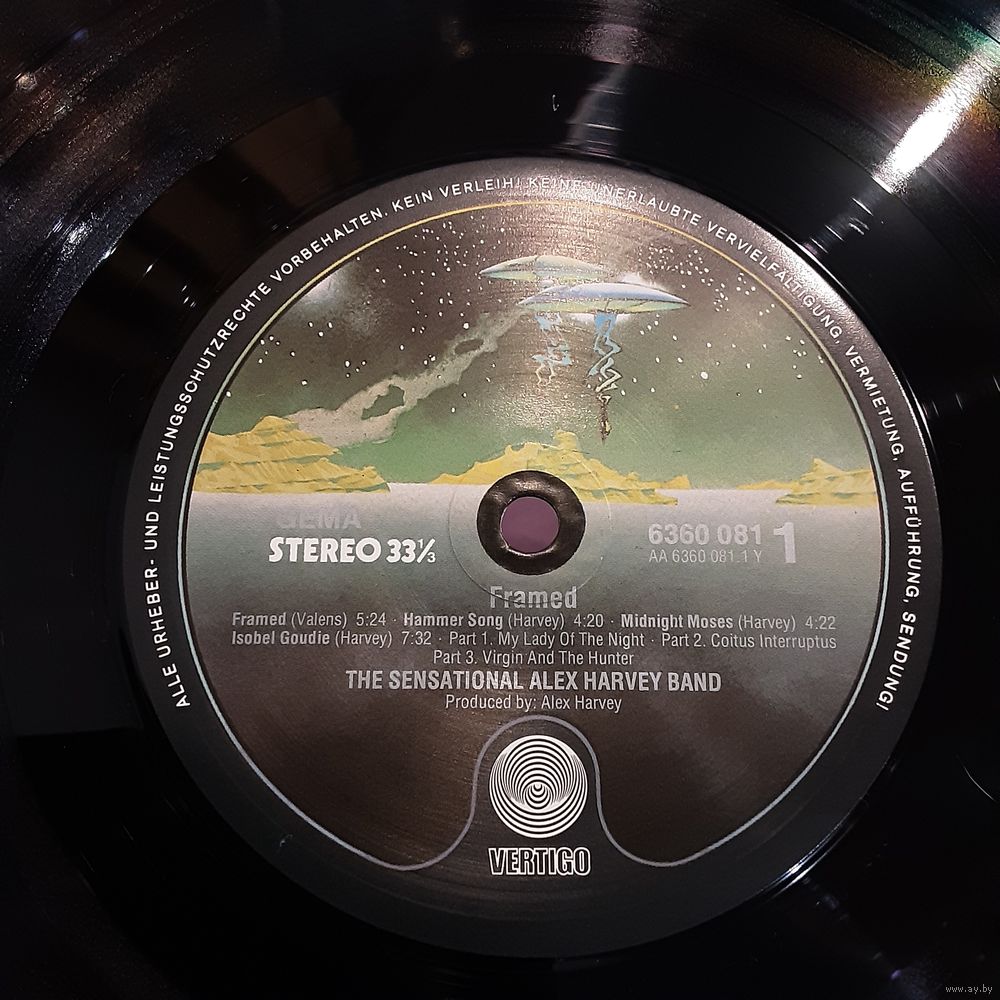 ALLE URHEBER- UND LEISTUNGSSCHUTZRECHTE VORBEHALTEN. KEIN VERLEIH! KEINE UNERLAUBTE VERVIELFÄLTIGUNG, VERMIETUNG, AUFFÜHRUNG, SENDUNG!
GEMA
STEREO 33⅓
6360 081 1
AA 6360 081.1 Y
Framed
Framed (Valens) 5:24 · Hammer Song (Harvey) 4:20 · Midnight Moses (Harvey) 4:22
Isobel Goudie (Harvey) 7:32 · Part 1. My Lady Of The Night · Part 2. Coitus Interruptus
Part 3. Virgin And The Hunter
THE SENSATIONAL ALEX HARVEY BAND
Produced by: Alex Harvey
VERTIGO
www.ay.by